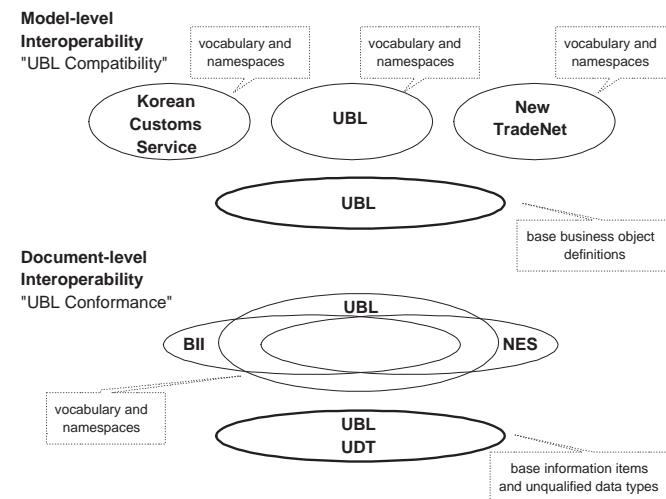 Model-level
Interoperability
"UBL Compatibility"
vocabulary and
namespaces
vocabulary and
namespaces
vocabulary and
namespaces
Korean
Customs
Service
UBL
New
TradeNet
UBL
base business object
definitions
Document-level
Interoperability
"UBL Conformance"
UBL
BII
NES
vocabulary and
namespaces
UBL
UDT
base information items
and unqualified data types